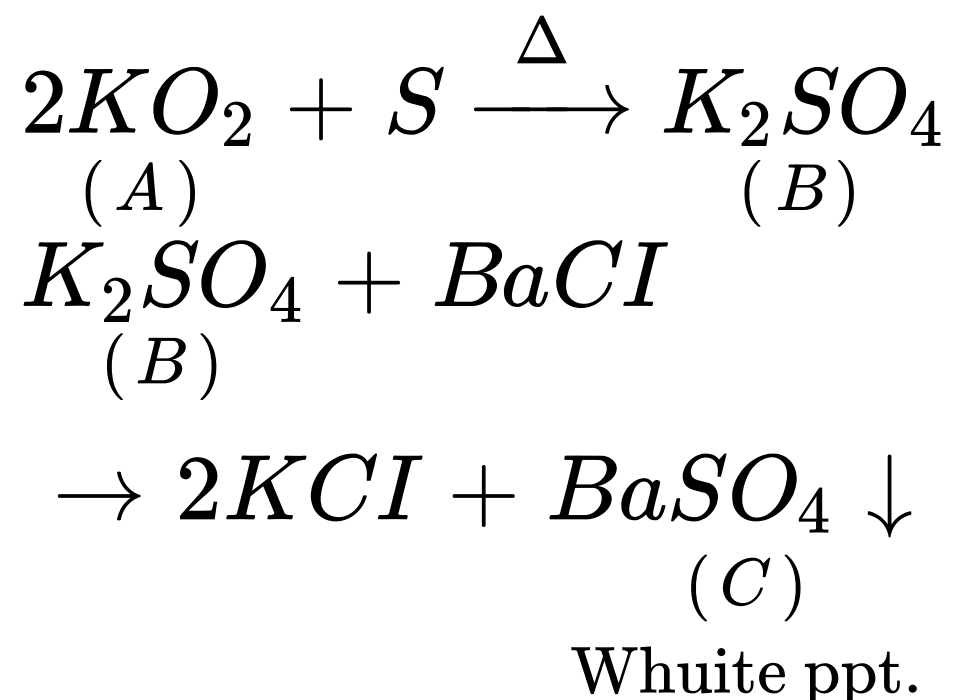 2KO₂ + S —Δ→ K₂SO₄
(A) (B)
K₂SO₄ + BaCI
(B)
→ 2KCI + BaSO₄ ↓
(C)
Whuite ppt.